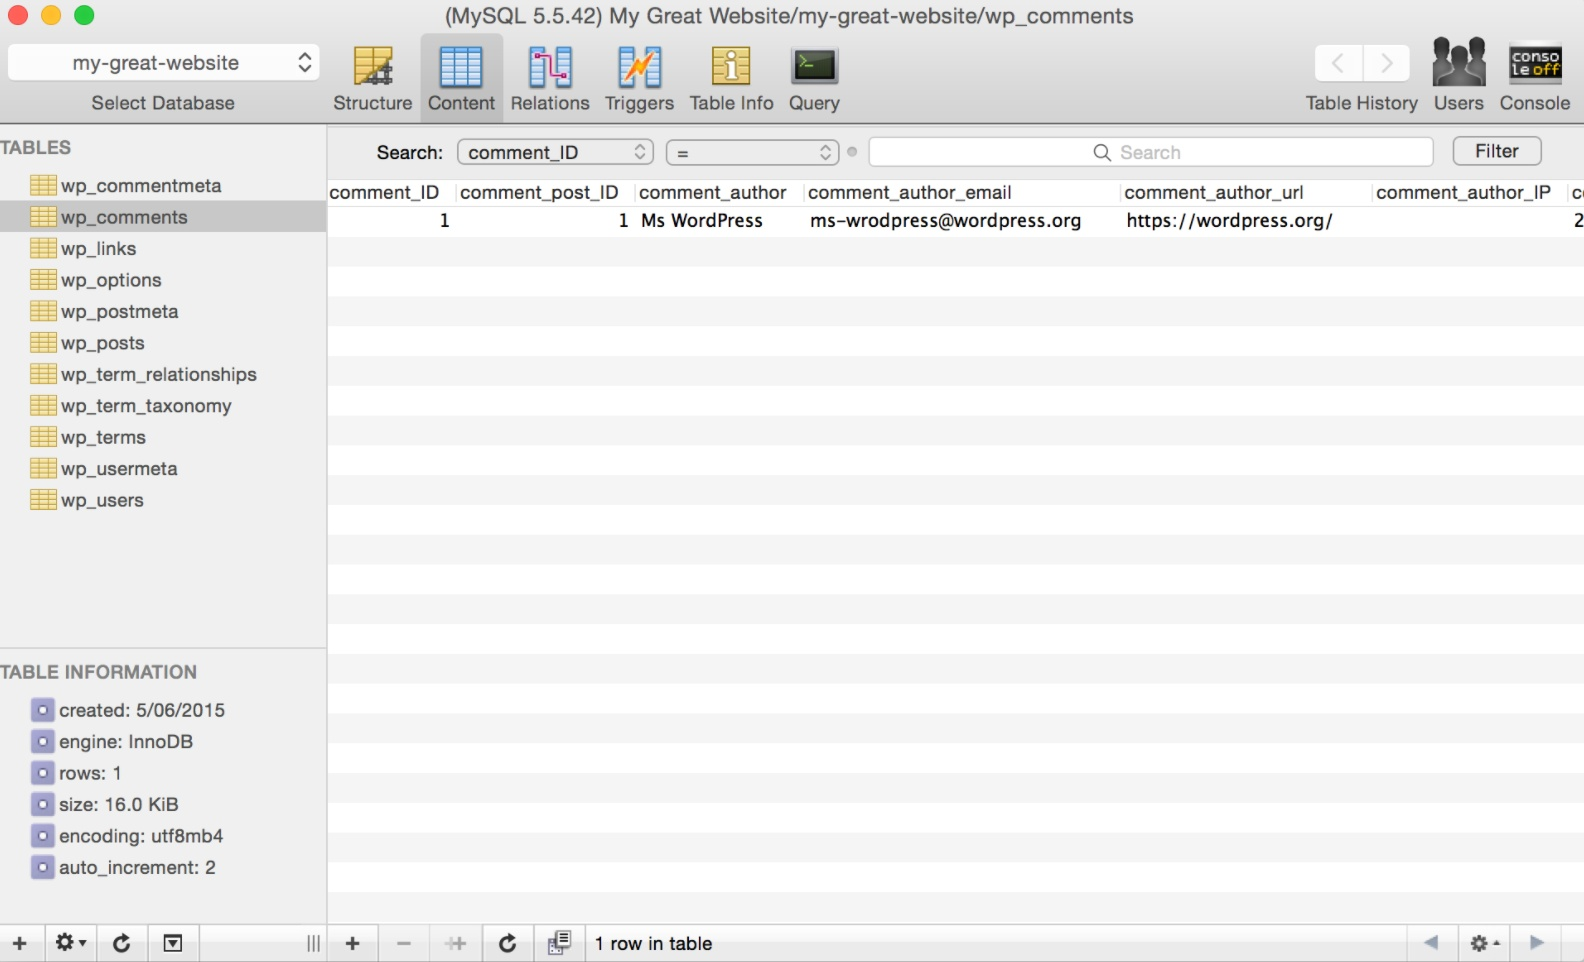 (MySQL 5.5.42) My Great Website/my-great-website/wp_comments
my-great-website
Select Database
Structure
Content
Relations
Triggers
Table Info
Query
Table History
Users
conso
le off
Console
TABLES
wp_commentmeta
wp_comments
wp_links
wp_options
wp_postmeta
wp_posts
wp_term_relationships
wp_term_taxonomy
wp_terms
wp_usermeta
wp_users
Search: comment_ID = Search Filter
comment_ID comment_post_ID comment_author comment_author_email comment_author_url comment_author_IP
1 1 Ms WordPress ms-wrodpress@wordpress.org https://wordpress.org/ 2
TABLE INFORMATION
created: 5/06/2015
engine: InnoDB
rows: 1
size: 16.0 KiB
encoding: utf8mb4
auto_increment: 2
1 row in table